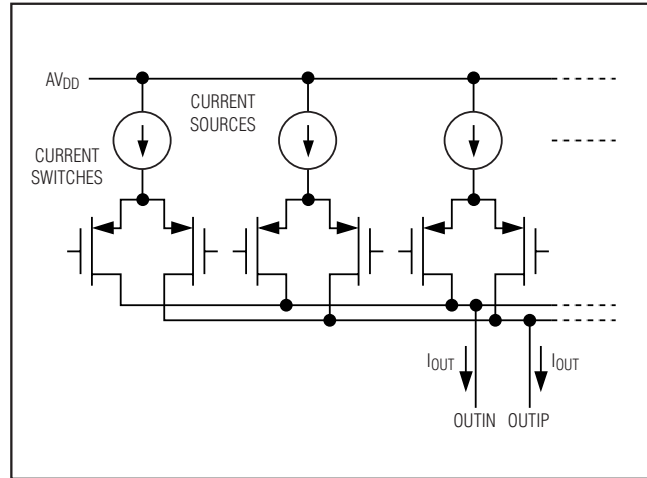 AVDD
CURRENT
SOURCES
CURRENT
SWITCHES
IOUT
IOUT
OUTIN
OUTIP